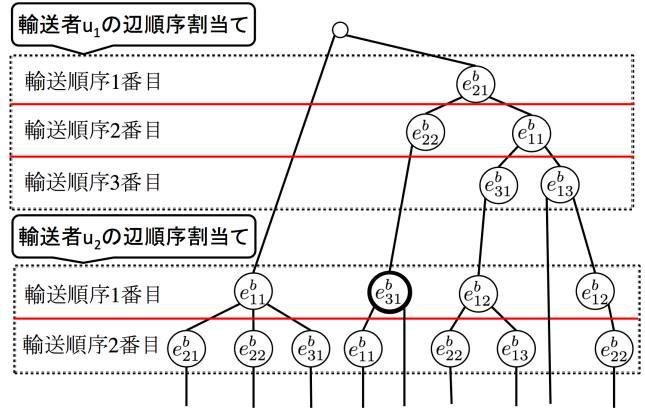 輸送者u₁の辺順序割当て
輸送順序1番目
e^b_21
輸送順序2番目
e^b_22 e^b_11
輸送順序3番目
e^b_31 e^b_13
輸送者u₂の辺順序割当て
輸送順序1番目
e^b_11 e^b_31 e^b_12 e^b_12
輸送順序2番目
e^b_21 e^b_22 e^b_31 e^b_11 e^b_22 e^b_13 e^b_22